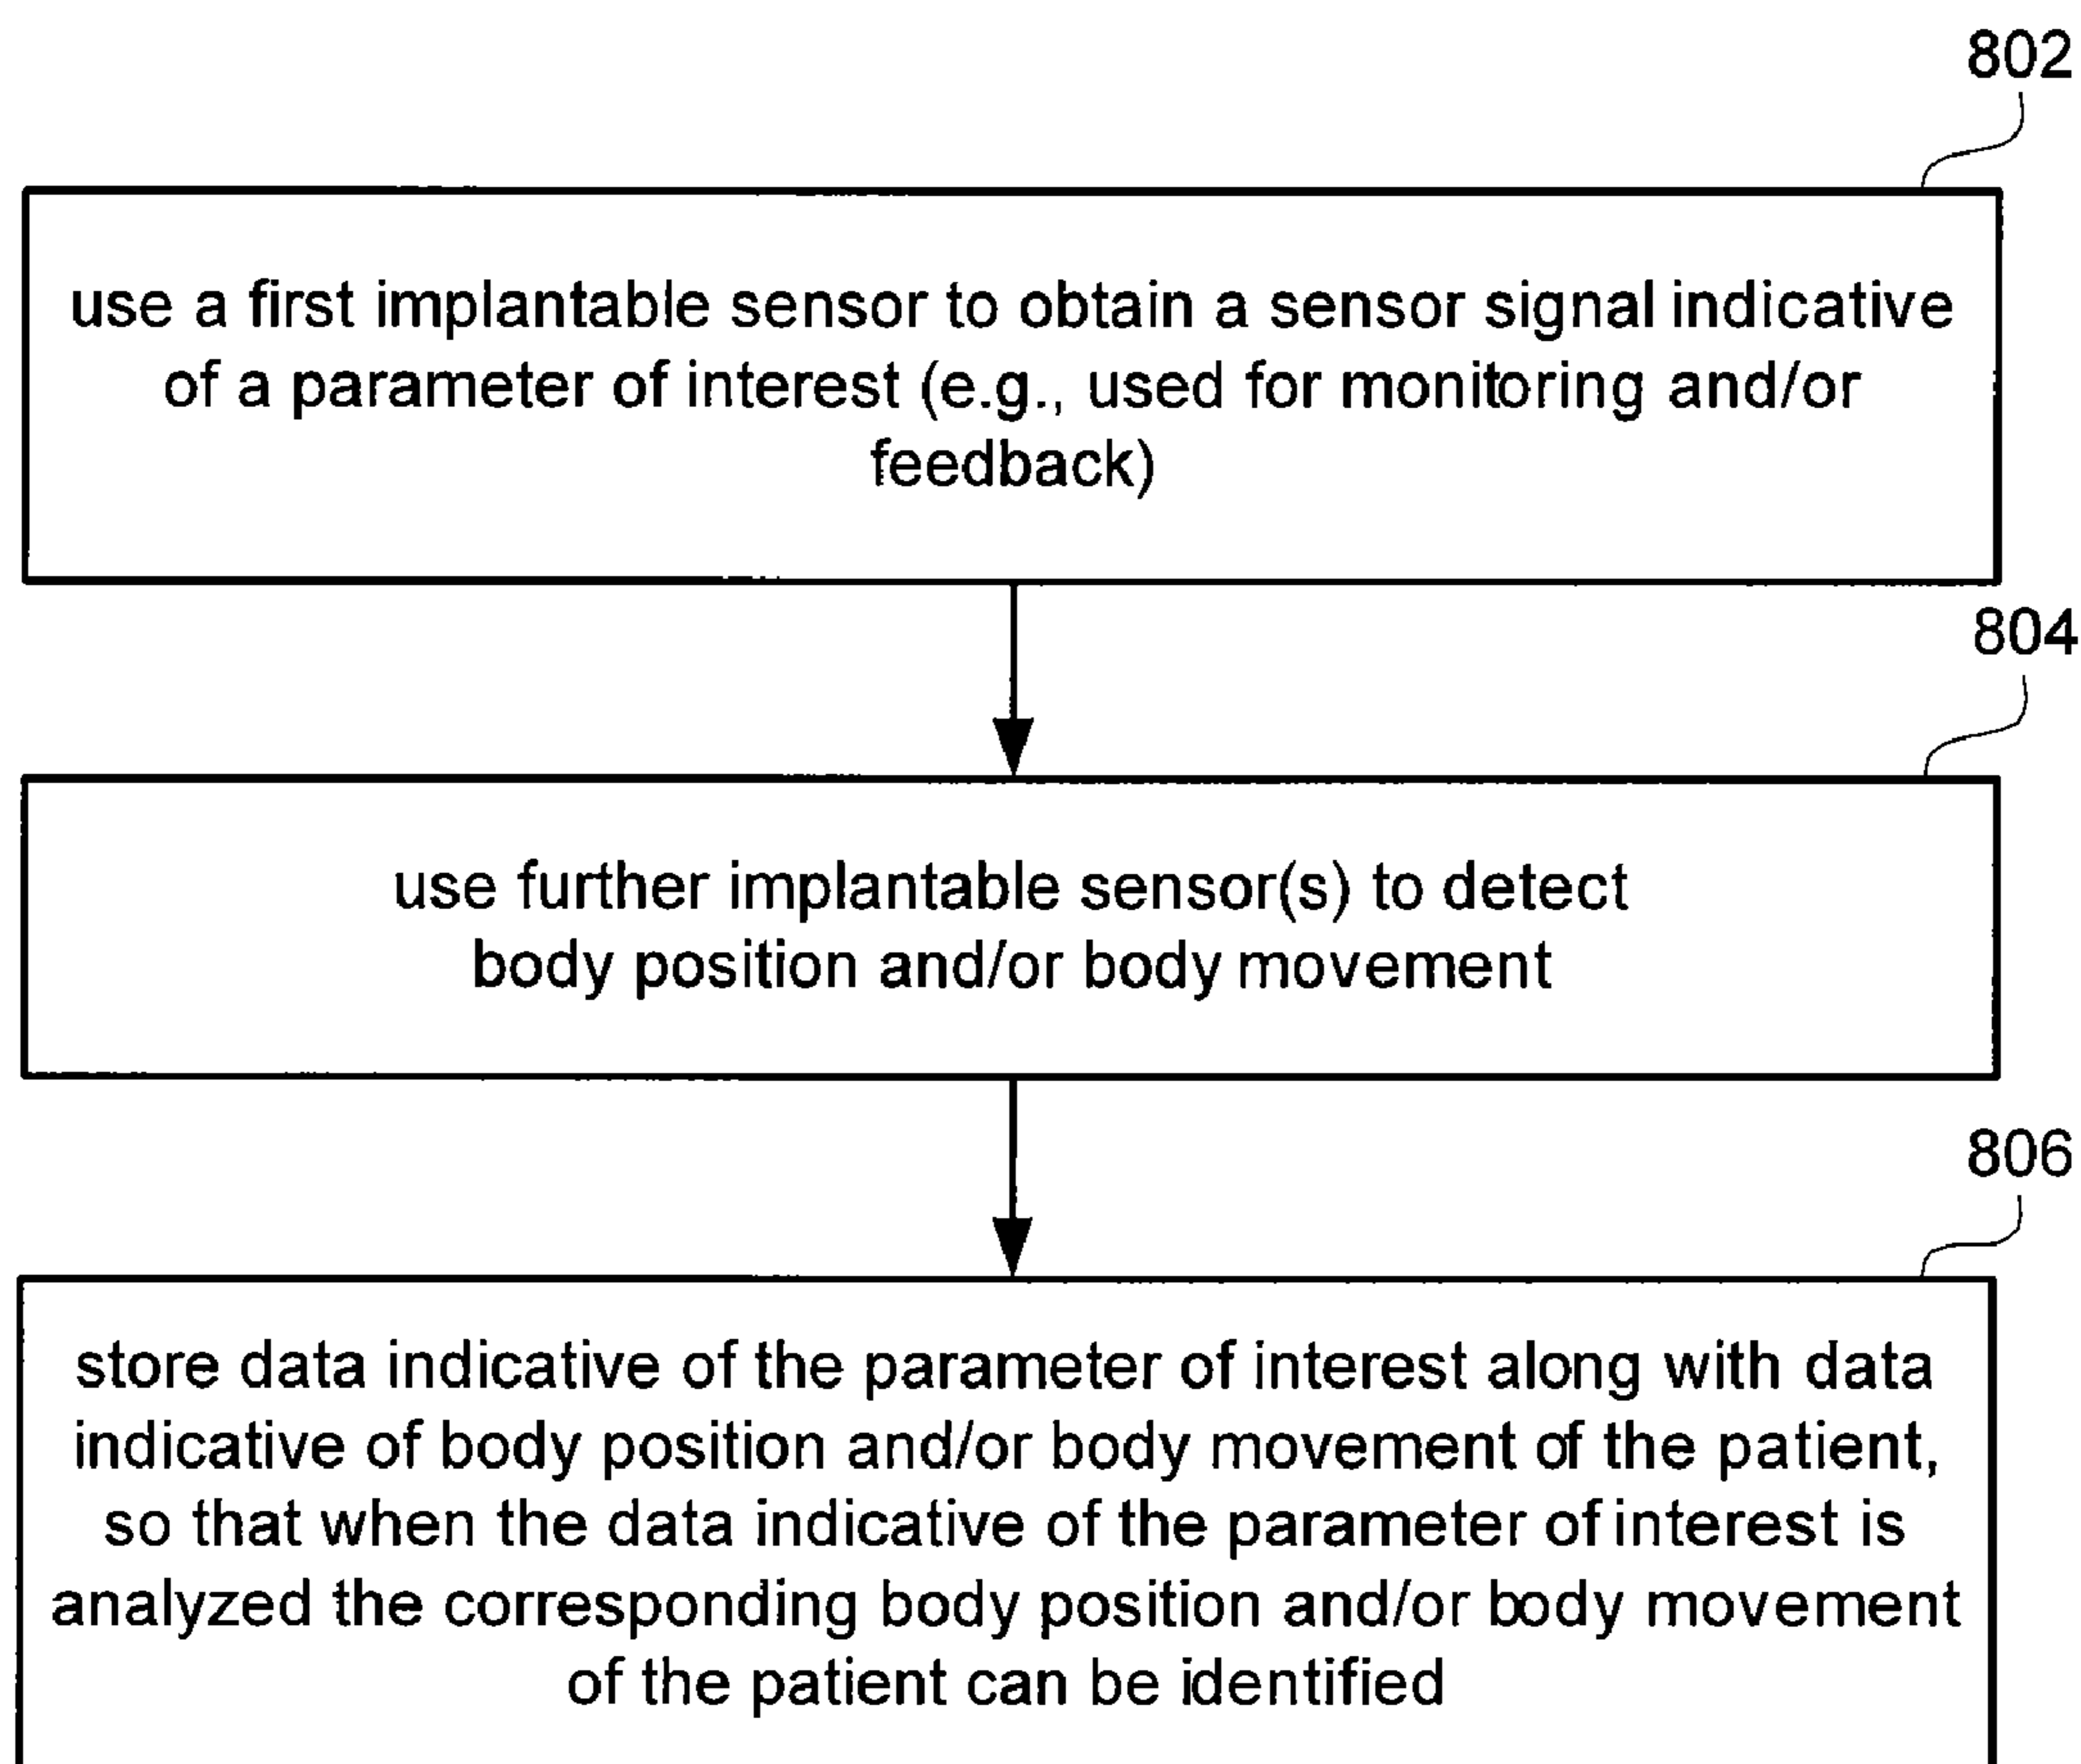 802
use a first implantable sensor to obtain a sensor signal indicative
of a parameter of interest (e.g., used for monitoring and/or
feedback)
804
use further implantable sensor(s) to detect
body position and/or body movement
806
store data indicative of the parameter of interest along with data
indicative of body position and/or body movement of the patient,
so that when the data indicative of the parameter of interest is
analyzed the corresponding body position and/or body movement
of the patient can be identified